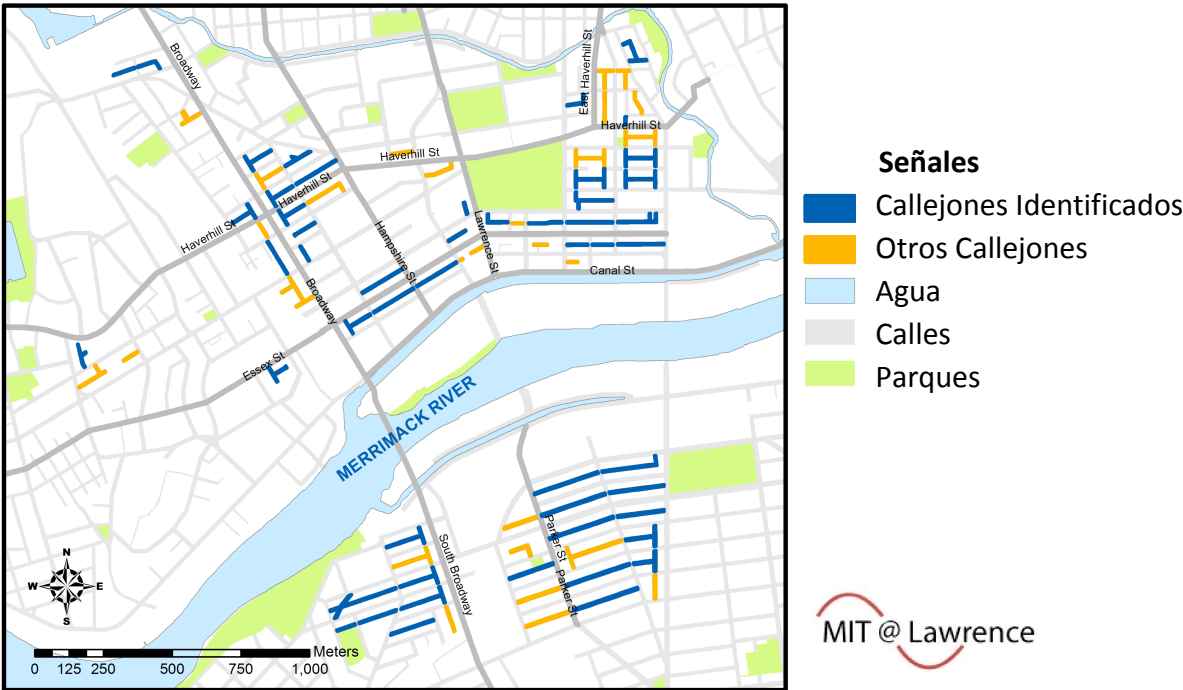 Broadway
East Haverhill St
Haverhill St
Haverhill St
Haverhill St
Haverhill St
Lawrence St
Hampshire St
Canal St
Broadway
Essex St
MERRIMACK RIVER
Parker St
Parker St
South Broadway
N
W E
S
Meters
0 125 250 500 750 1,000
Señales
Callejones Identificados
Otros Callejones
Agua
Calles
Parques
MIT @ Lawrence